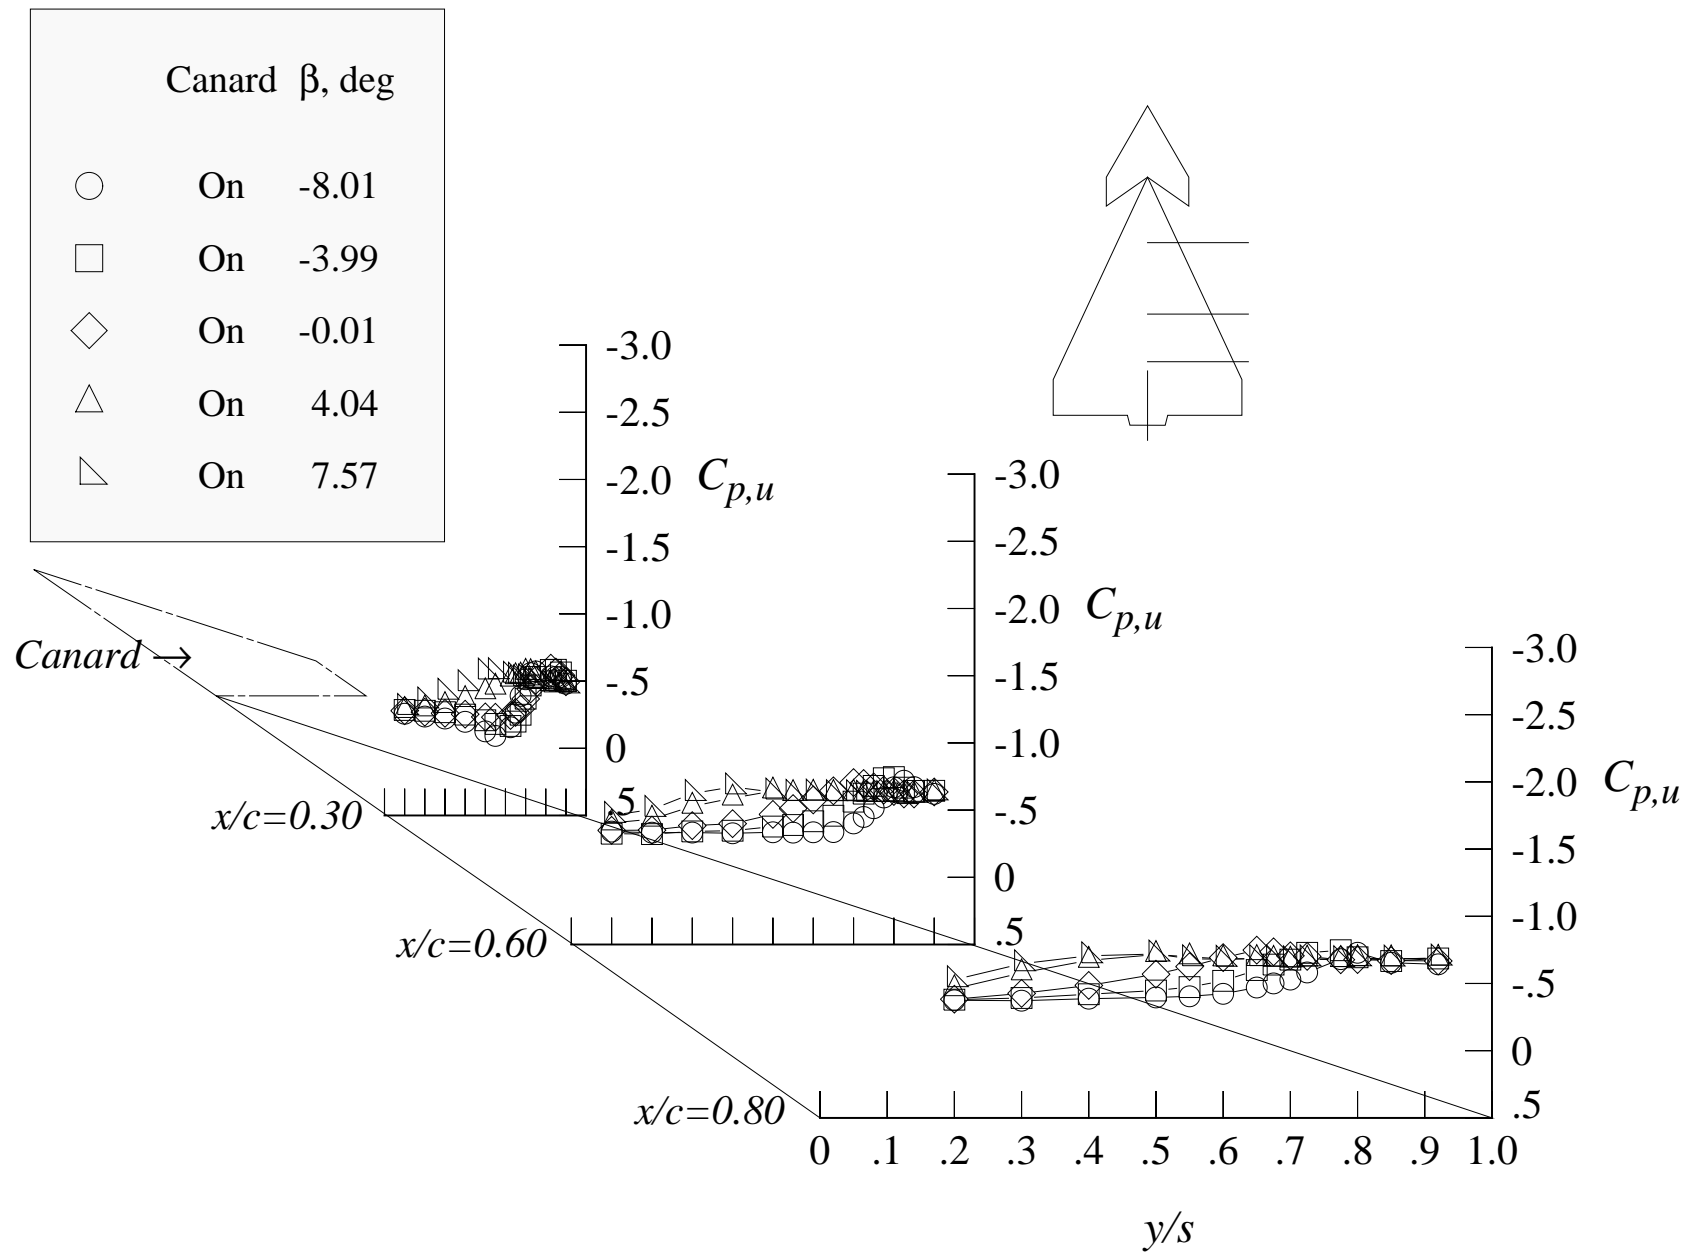 Canard β, deg
On -8.01
On -3.99
On -0.01
On 4.04
On 7.57
Canard →
-3.0
-2.5
-2.0
-1.5
-1.0
-.5
0
.5
C p,u
x/c=0.30
-3.0
-2.5
-2.0
-1.5
-1.0
-.5
0
.5
C p,u
x/c=0.60
-3.0
-2.5
-2.0
-1.5
-1.0
-.5
0
.5
C p,u
x/c=0.80
0 .1 .2 .3 .4 .5 .6 .7 .8 .9 1.0
y/s